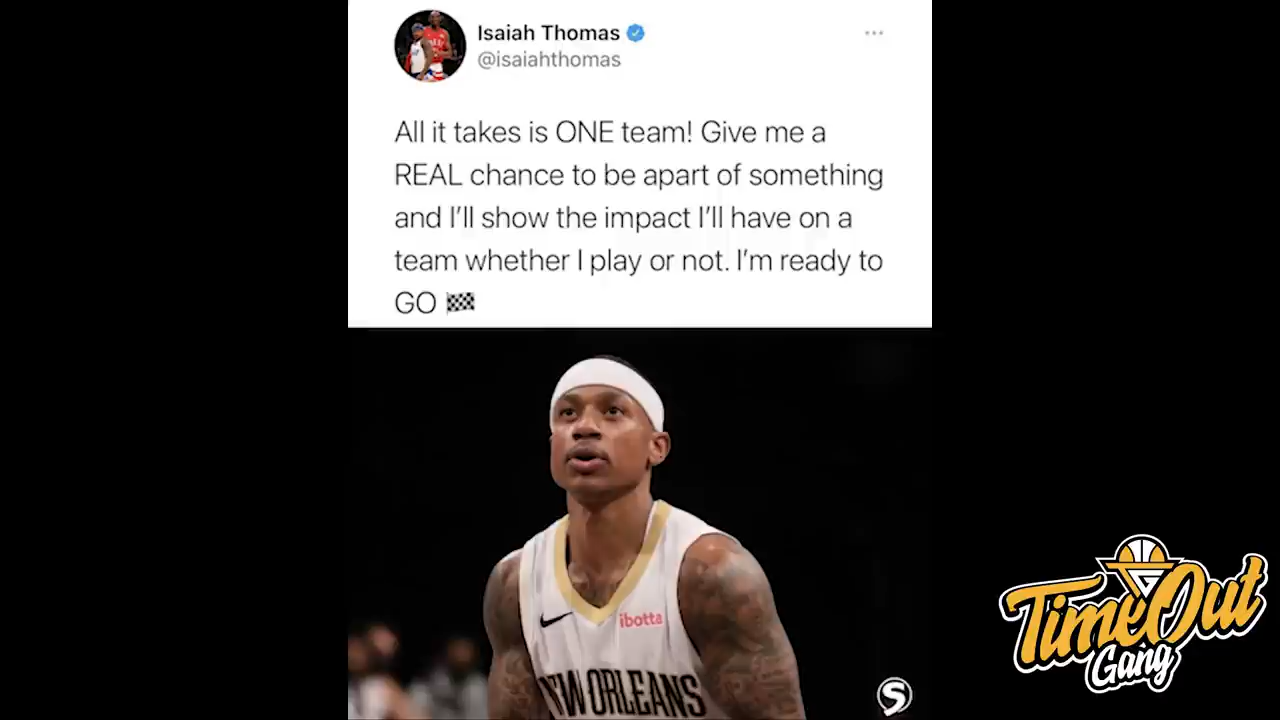 Isaiah Thomas
@isaiahthomas
All it takes is ONE team! Give me a
REAL chance to be apart of something
and I'll show the impact I'll have on a
team whether I play or not. I'm ready to
GO
ibotta
NEW ORLEANS
S
TimeOut
Gang